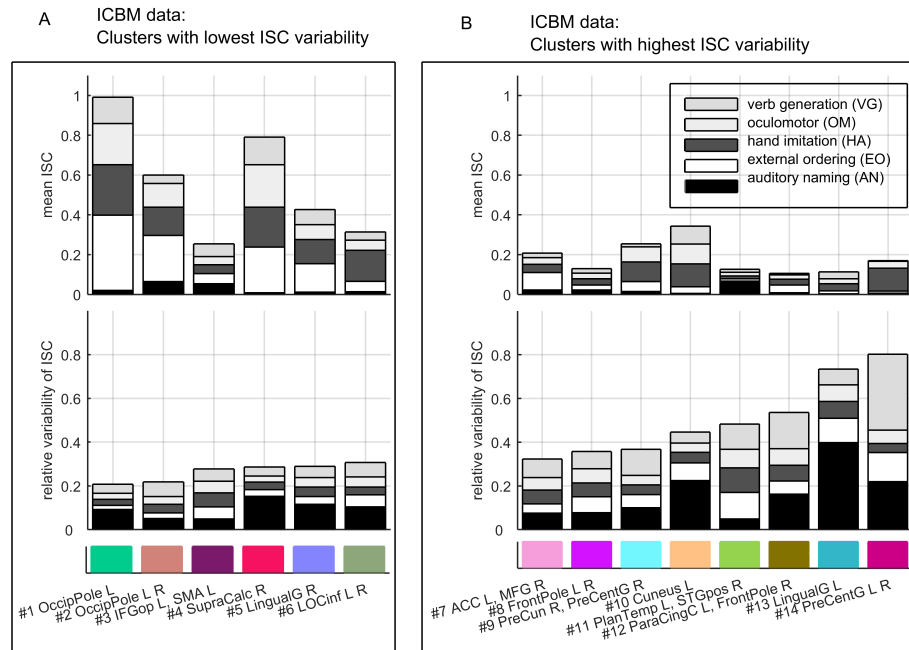 A
ICBM data:
Clusters with lowest ISC variability
B
ICBM data:
Clusters with highest ISC variability
mean ISC
1
0.8
0.6
0.4
0.2
0
relative variability of ISC
0.8
0.6
0.4
0.2
0
#1 OccipPole L
#2 OccipPole L R
#3 IFGop L, SMA L
#4 SupraCalc R
#5 LingualG R
#6 LOCinf L R
mean ISC
1
0.8
0.6
0.4
0.2
0
verb generation (VG)
oculomotor (OM)
hand imitation (HA)
external ordering (EO)
auditory naming (AN)
relative variability of ISC
0.8
0.6
0.4
0.2
0
#7 ACC L, MFG R
#8 FrontPole L R
#9 PreCun R, PreCentG R
#10 Cuneus L
#11 PlanTemp L, STGpos R
#12 ParaCingC L, FrontPole R
#13 LingualG L
#14 PreCentG L R